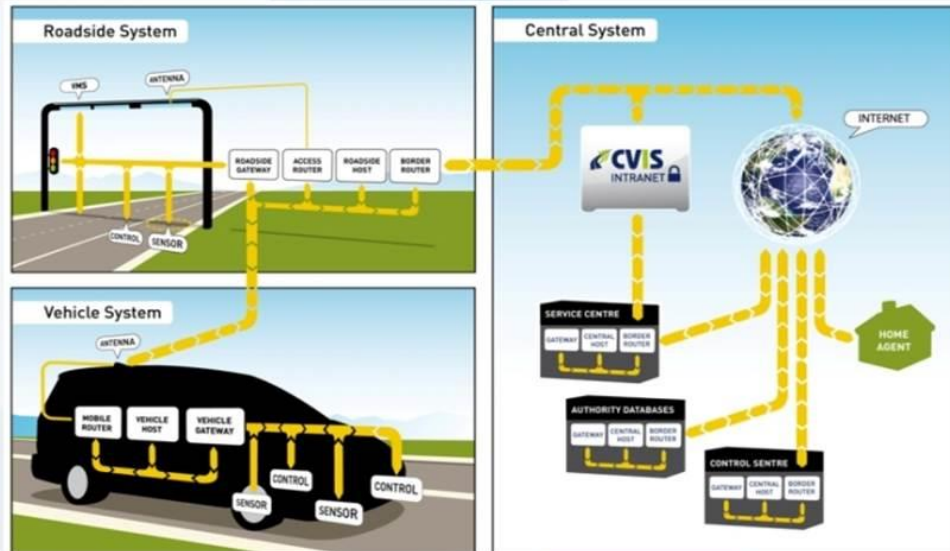 Roadside System
VMS
ANTENNA
ROADSIDE
GATEWAY
ACCESS
ROUTER
ROADSIDE
HOST
BORDER
ROUTER
CONTROL
SENSOR
Vehicle System
ANTENNA
MOBILE
ROUTER
VEHICLE
HOST
VEHICLE
GATEWAY
SENSOR
CONTROL
SENSOR
CONTROL
Central System
CVIS
INTRANET
INTERNET
SERVICE CENTRE
GATEWAY
CENTRAL
HOST
BORDER
ROUTER
HOME
AGENT
AUTHORITY DATABASES
GATEWAY
CENTRAL
HOST
BORDER
ROUTER
CONTROL SENTRE
GATEWAY
CENTRAL
HOST
BORDER
ROUTER